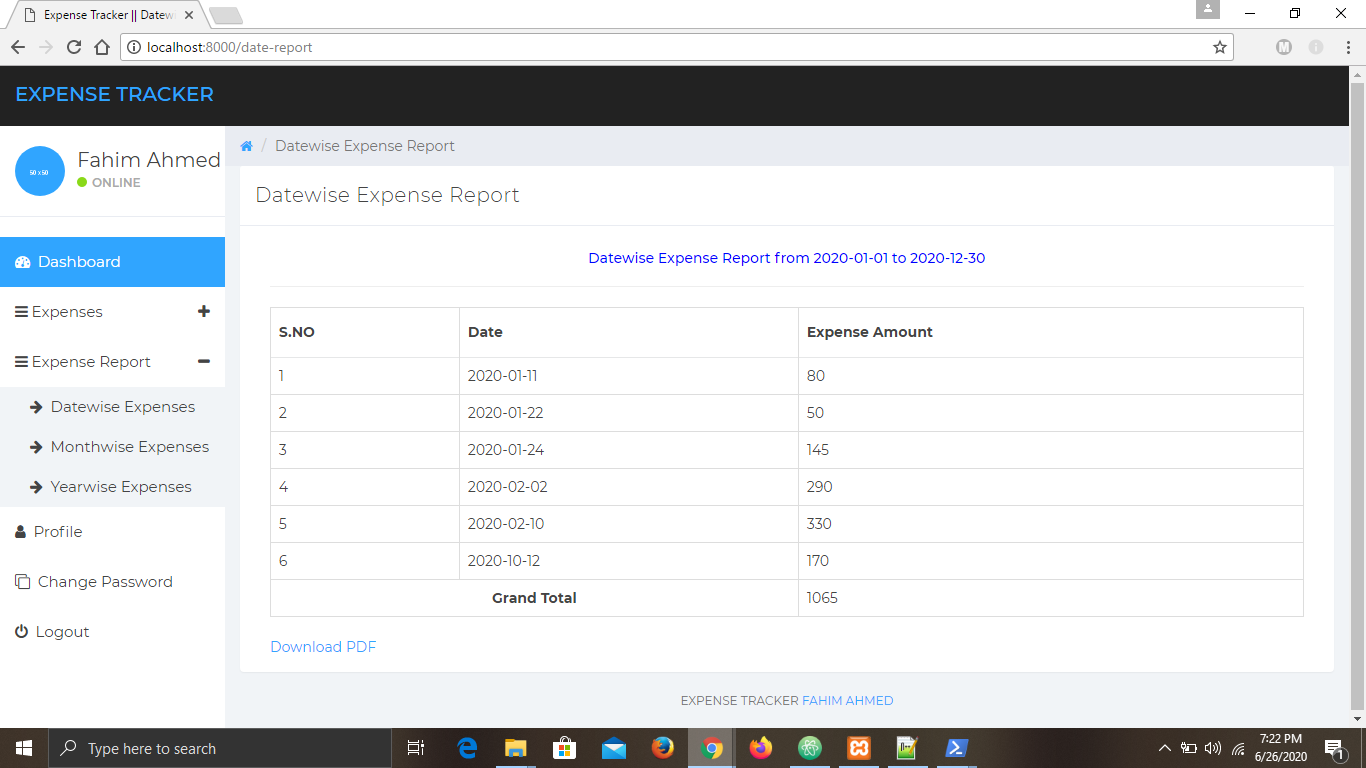 Expense Tracker || Datew
localhost:8000/date-report
EXPENSE TRACKER
50 x 50
Fahim Ahmed
ONLINE
Dashboard
Expenses
Expense Report
Datewise Expenses
Monthwise Expenses
Yearwise Expenses
Profile
Change Password
Logout
/ Datewise Expense Report
Datewise Expense Report
Datewise Expense Report from 2020-01-01 to 2020-12-30
S.NO Date Expense Amount
1 2020-01-11 80
2 2020-01-22 50
3 2020-01-24 145
4 2020-02-02 290
5 2020-02-10 330
6 2020-10-12 170
Grand Total 1065
Download PDF
EXPENSE TRACKER FAHIM AHMED
Type here to search
7:22 PM
6/26/2020
1